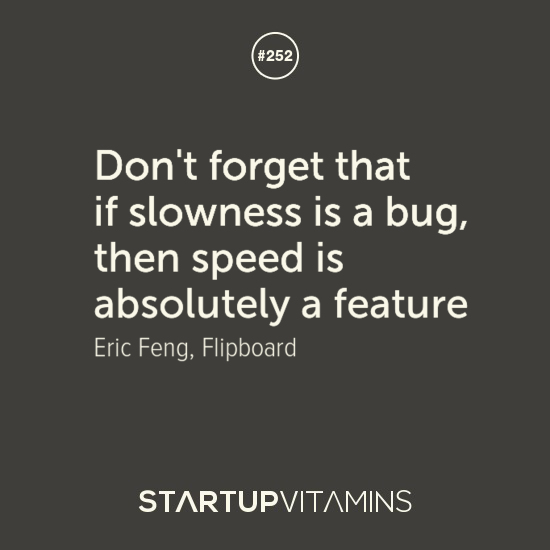 #252
Don't forget that
if slowness is a bug,
then speed is
absolutely a feature
Eric Feng, Flipboard
STARTUPVITAMINS